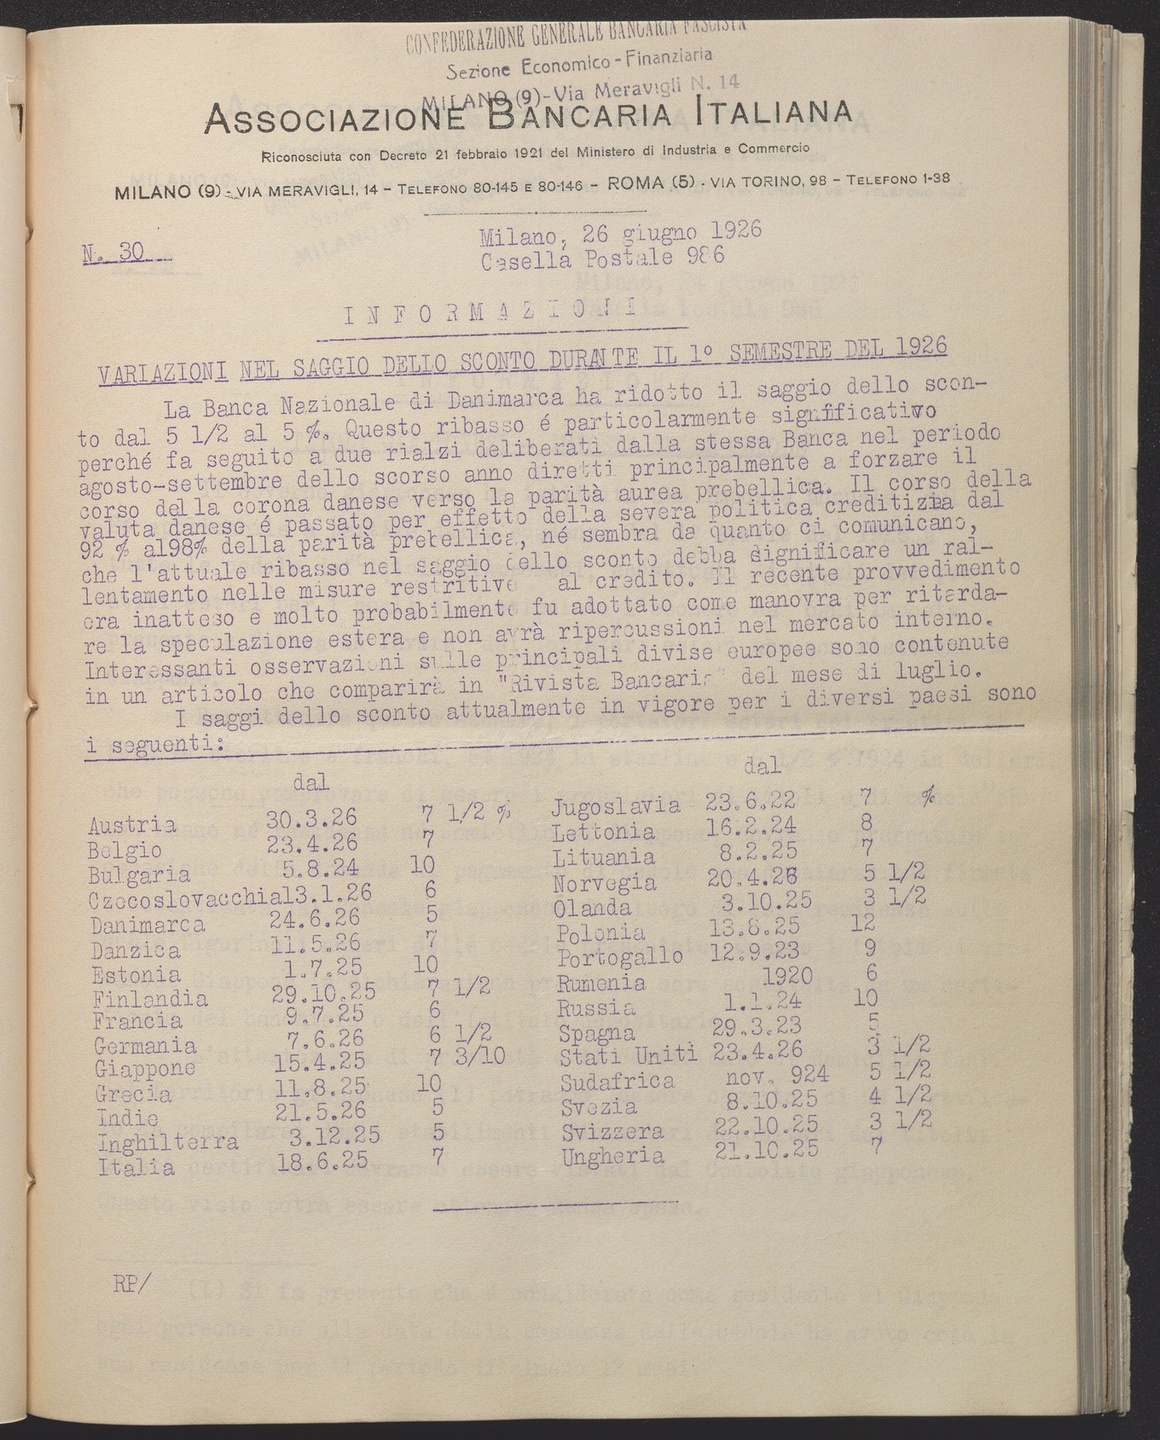 CONFEDERAZIONE GENERALE BANCARIA FASCISTA
Sezione Economico-Finanziaria
MILANO (9)-Via Meravigli N. 14
ASSOCIAZIONE BANCARIA ITALIANA
Riconosciuta con Decreto 21 febbraio 1921 del Ministero di Industria e Commercio
MILANO (9) - VIA MERAVIGLI, 14 - TELEFONO 80-145 E 80-146 - ROMA (5) - VIA TORINO, 98 - TELEFONO 1-38
N. 30
Milano, 26 giugno 1926
Casella Postale 986
INFORMAZIONI
VARIAZIONI NEL SAGGIO DELLO SCONTO DURANTE IL 1° SEMESTRE DEL 1926
La Banca Nazionale di Danimarca ha ridotto il saggio dello scon-
to dal 5 1/2 al 5 %. Questo ribasso é particolarmente significativo
perché fa seguito a due rialzi deliberati dalla stessa Banca nel periodo
agosto-settembre dello scorso anno diretti principalmente a forzare il
corso della corona danese verso la parità aurea prebellica. Il corso della
valuta danese é passato per effetto della severa politica creditizia dal
92 % al98% della parità prebellica, né sembra da quanto ci comunicano,
che l'attuale ribasso nel saggio dello sconto debba significare un ral-
lentamento nelle misure restritive al credito. Il recente provvedimento
era inatteso e molto probabilmente fu adottato come manovra per ritarda-
re la speculazione estera e non avrà ripercussioni nel mercato interno.
Interessanti osservazioni sulle principali divise europee sono contenute
in un articolo che comparirà in "Rivista Bancaria" del mese di luglio.
I saggi dello sconto attualmente in vigore per i diversi paesi sono
i seguenti:
dal
Austria 30.3.26 7 1/2 %
Belgio 23.4.26 7
Bulgaria 5.8.24 10
Czecoslovacchia13.1.26 6
Danimarca 24.6.26 5
Danzica 11.5.26 7
Estonia 1.7.25 10
Finlandia 29.10.25 7 1/2
Francia 9.7.25 6
Germania 7.6.26 6 1/2
Giappone 15.4.25 7 3/10
Grecia 11.8.25 10
Indie 21.5.26 5
Inghilterra 3.12.25 5
Italia 18.6.25 7
dal
Jugoslavia 23.6.22 7 %
Lettonia 16.2.24 8
Lituania 8.2.25 7
Norvegia 20.4.26 5 1/2
Olanda 3.10.25 3 1/2
Polonia 13.8.25 12
Portogallo 12.9.23 9
Rumenia 1920 6
Russia 1.1.24 10
Spagna 29.3.23 5
Stati Uniti 23.4.26 3 1/2
Sudafrica nov. 924 5 1/2
Svezia 8.10.25 4 1/2
Svizzera 22.10.25 3 1/2
Ungheria 21.10.25 7
RP/